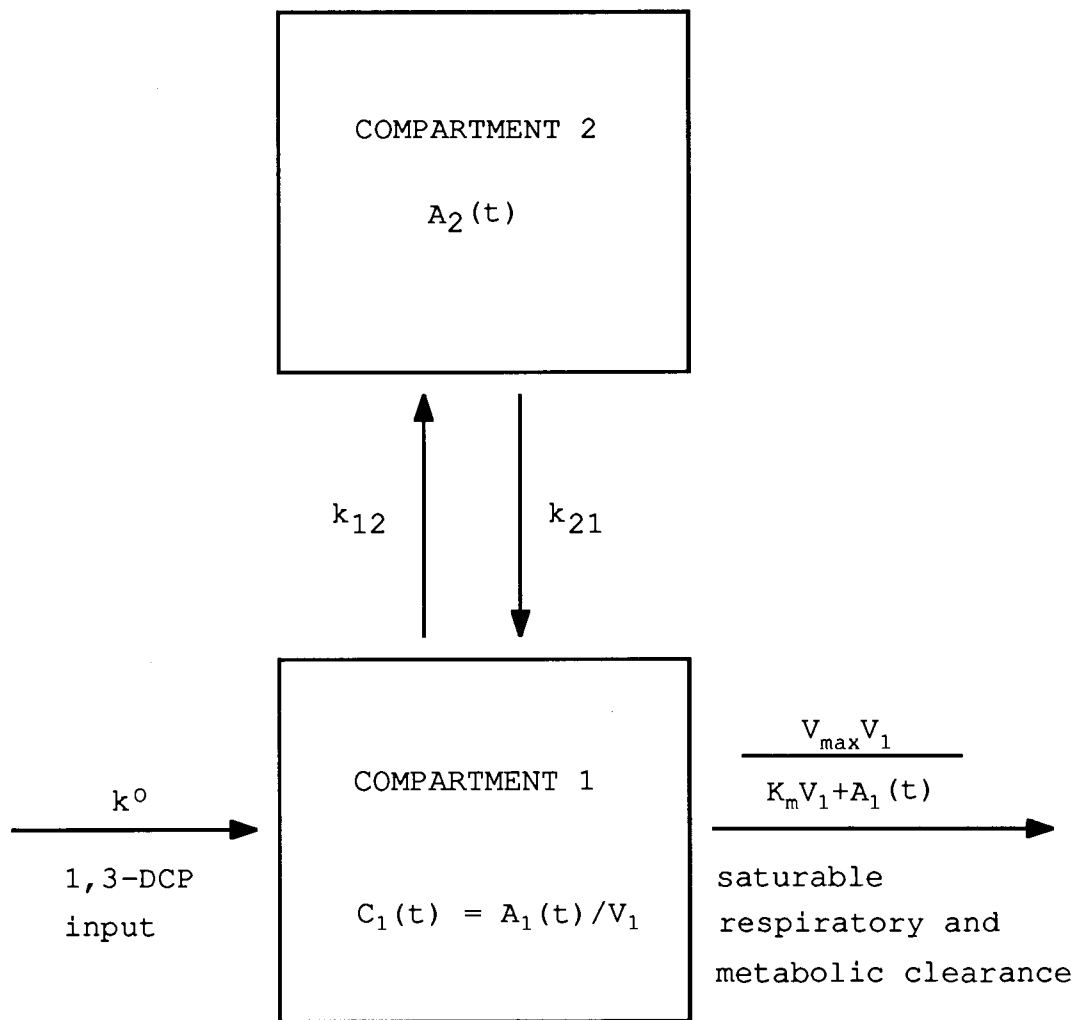 COMPARTMENT 2
A₂(t)
k₁₂
k₂₁
k⁰
1,3-DCP
input
COMPARTMENT 1
C₁(t) = A₁(t)/V₁
VₘₐₓV₁
KₘV₁+A₁(t)
saturable
respiratory and
metabolic clearance